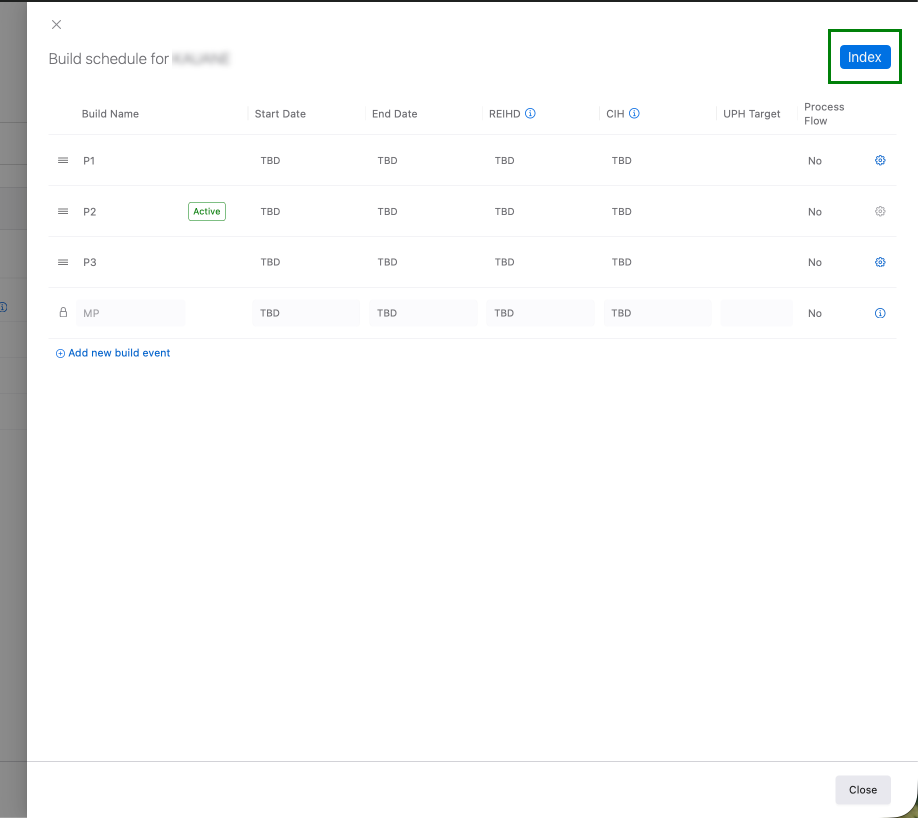 Build schedule for
Index
Build Name Start Date End Date REIHD CIH UPH Target Process Flow
P1 TBD TBD TBD TBD No
P2 Active TBD TBD TBD TBD No
P3 TBD TBD TBD TBD No
MP TBD TBD TBD TBD No
Add new build event
Close